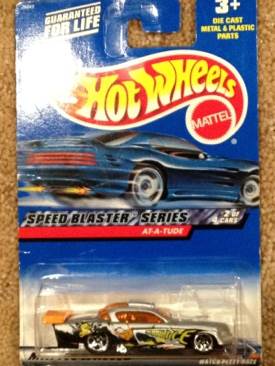 GUARANTEED
FOR LIFE
3+
DIE CAST
METAL & PLASTIC
PARTS
Hot Wheels
MATTEL
SPEED BLASTER SERIES
2 of
4 CARS
AT-A-TUDE